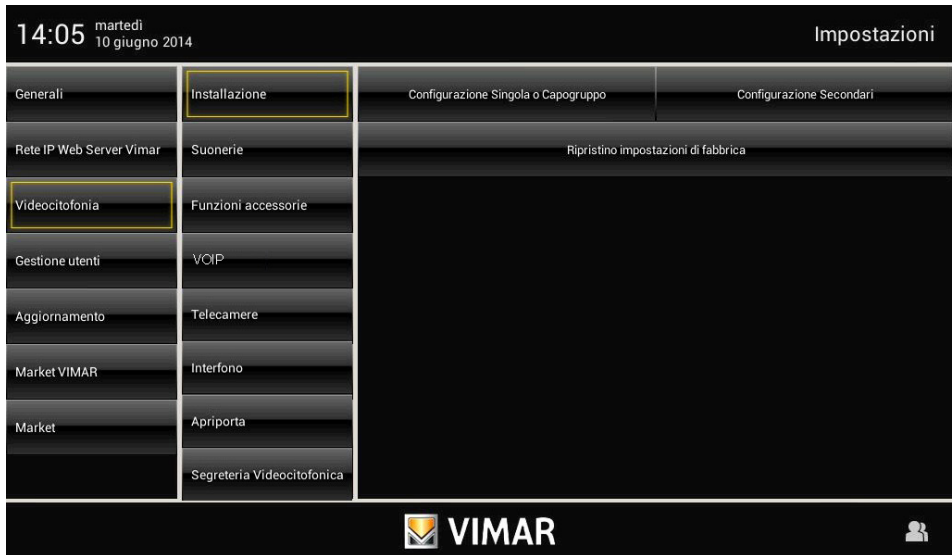 14:05 martedì
10 giugno 2014
Impostazioni
Generali
Rete IP Web Server Vimar
Videocitofonia
Gestione utenti
Aggiornamento
Market VIMAR
Market
Installazione
Suonerie
Funzioni accessorie
VOIP
Telecamere
Interfono
Apriporta
Segreteria Videocitofonica
Configurazione Singola o Capogruppo
Configurazione Secondari
Ripristino impostazioni di fabbrica
VIMAR